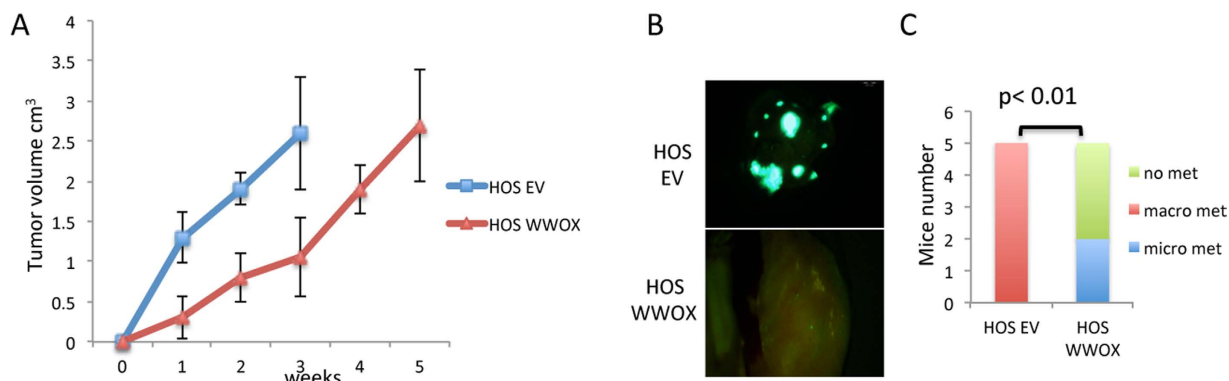 A
Tumor volume cm³
4
3.5
3
2.5
2
1.5
1
0.5
0
0 1 2 3 4 5
weeks
HOS EV
HOS WWOX
B
HOS
EV
HOS
WWOX
C
p< 0.01
Mice number
6
5
4
3
2
1
0
HOS EV
HOS
WWOX
no met
macro met
micro met